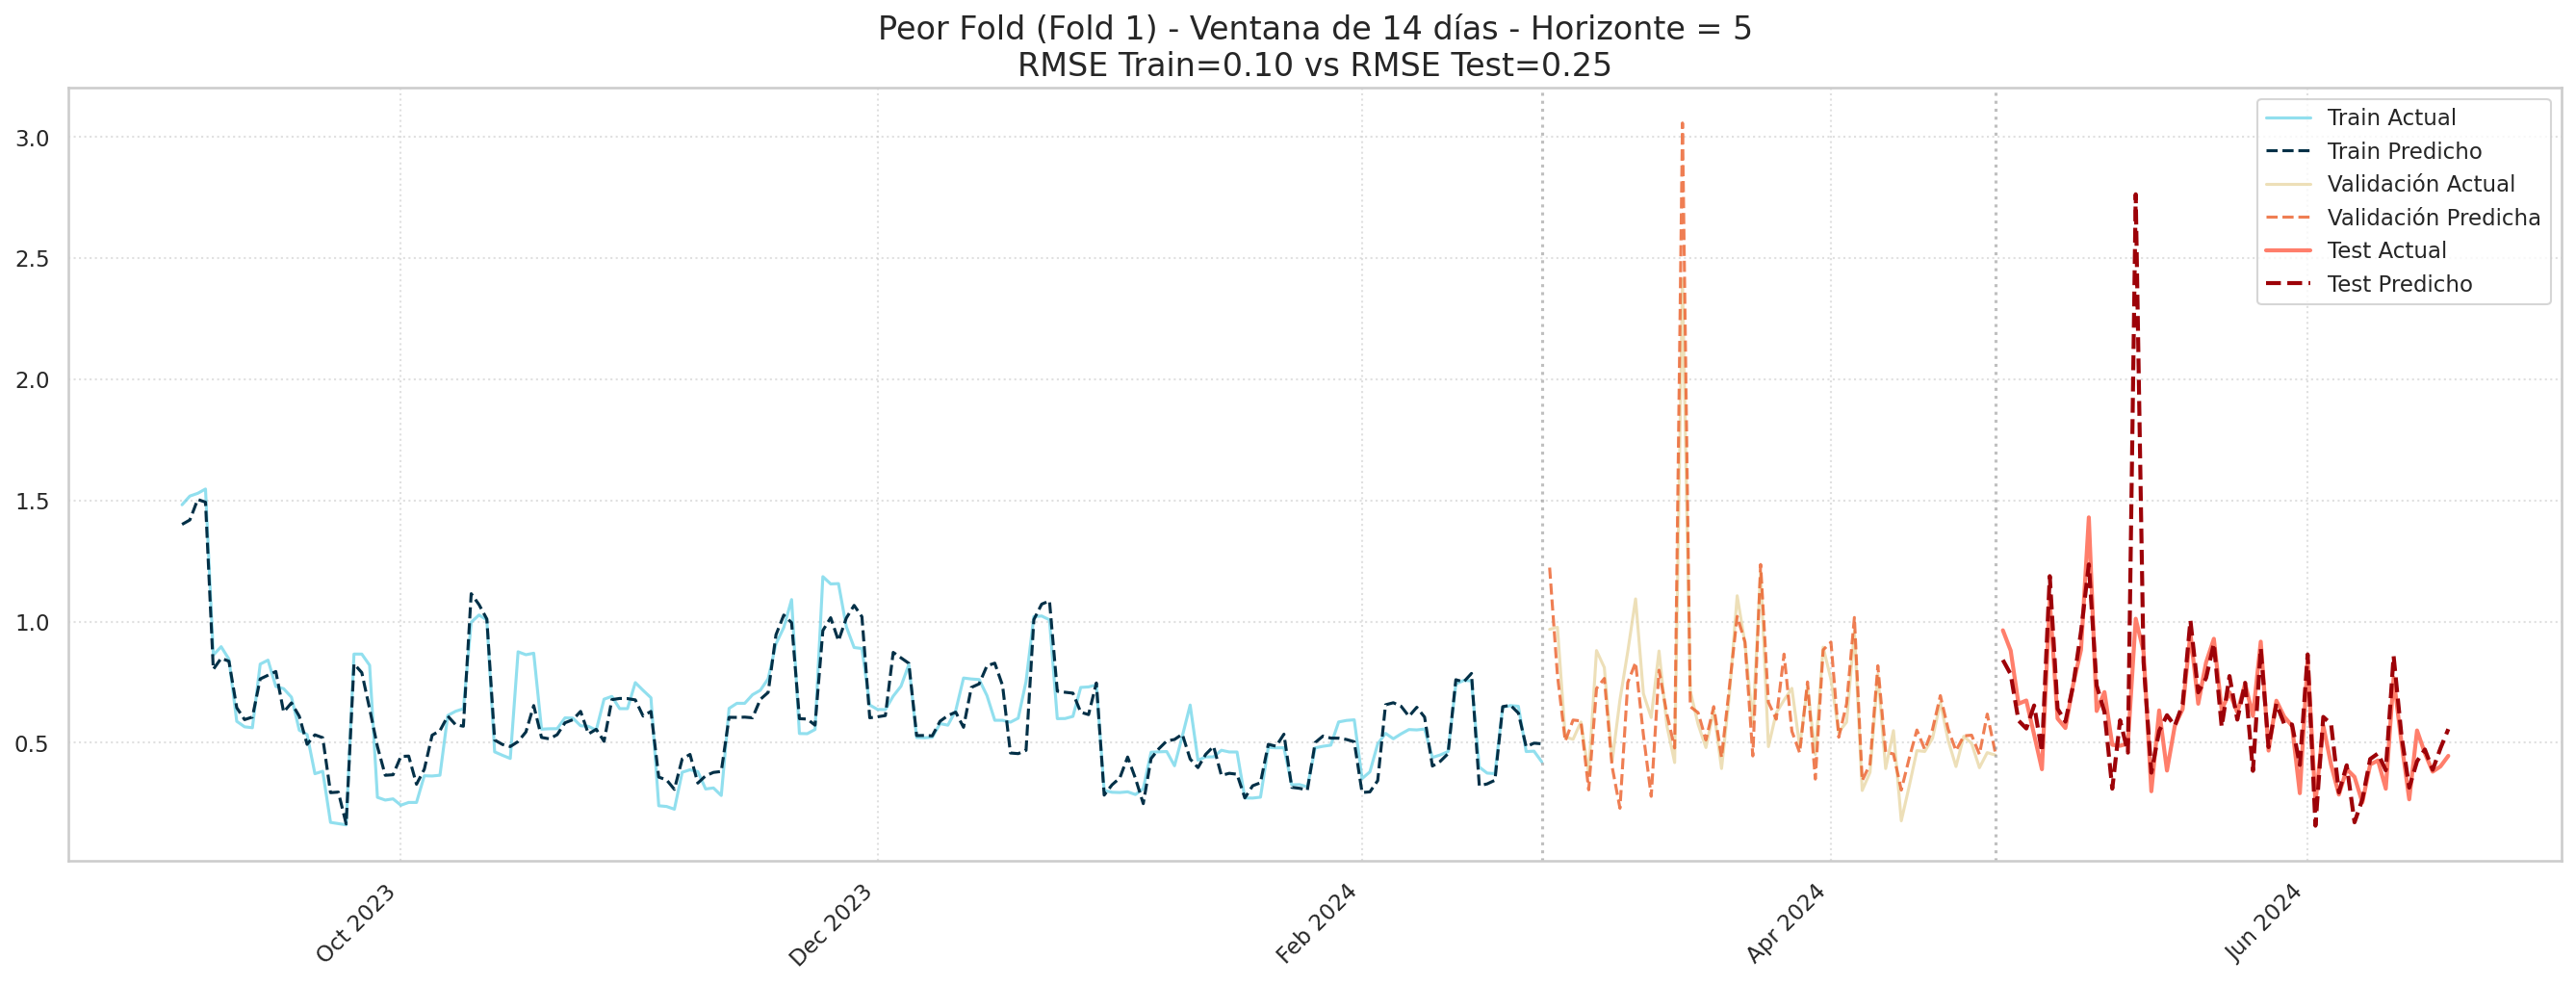 Peor Fold (Fold 1) - Ventana de 14 días - Horizonte = 5
RMSE Train=0.10 vs RMSE Test=0.25
Train Actual
Train Predicho
Validación Actual
Validación Predicha
Test Actual
Test Predicho
3.0
2.5
2.0
1.5
1.0
0.5
Oct 2023
Dec 2023
Feb 2024
Apr 2024
Jun 2024